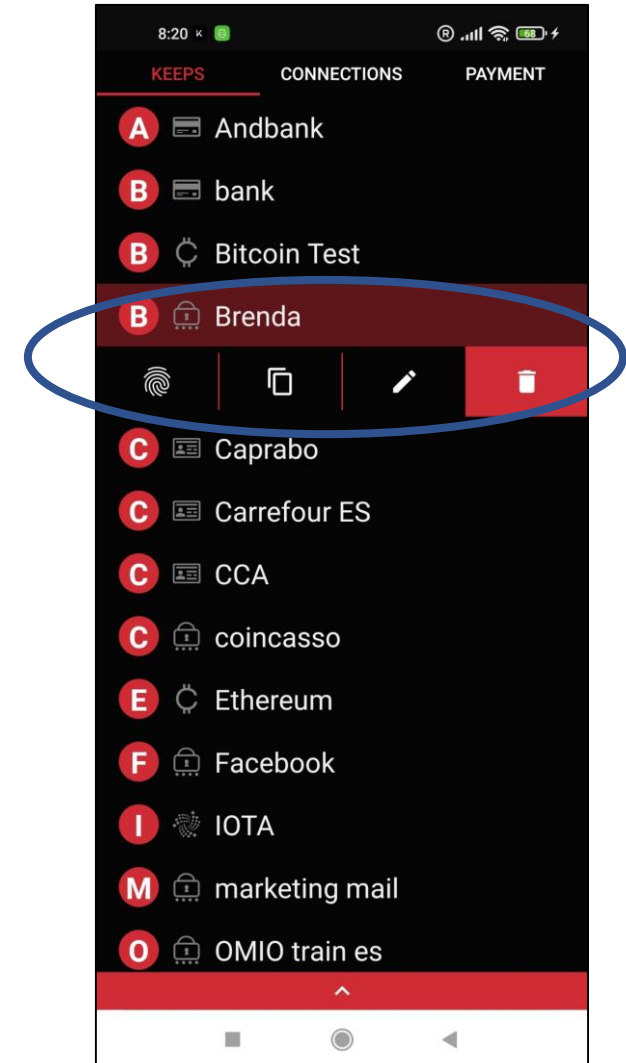 8:20 K
® 68
KEEPS CONNECTIONS PAYMENT
A Andbank
B bank
B Bitcoin Test
B Brenda
C Caprabo
C Carrefour ES
C CCA
C coincasso
E Ethereum
F Facebook
I IOTA
M marketing mail
O OMIO train es